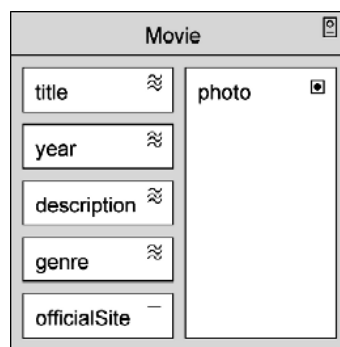 Movie
title
photo
year
description
genre
officialSite